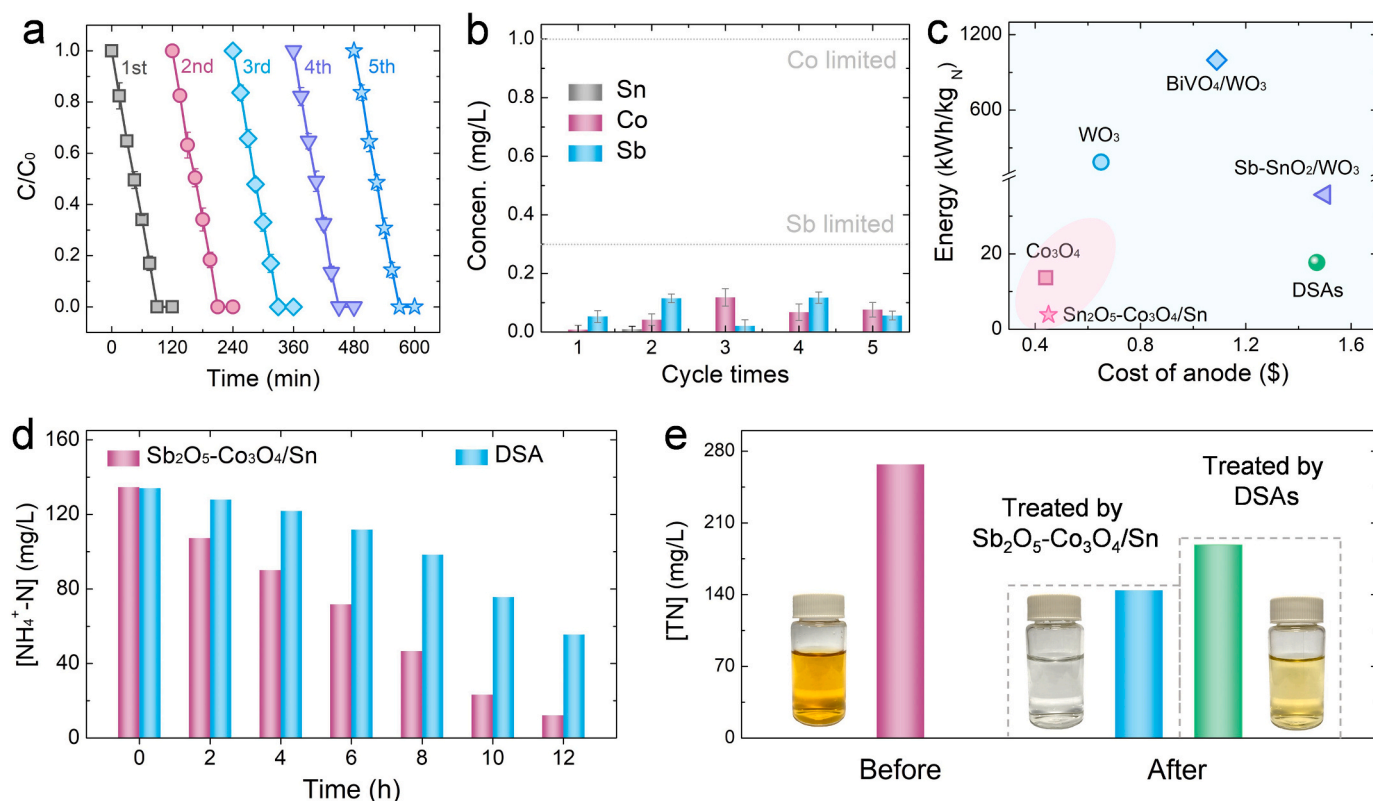 a
C/C₀
1.0
0.8
0.6
0.4
0.2
0.0
1st
2nd
3rd
4th
5th
0
120
240
360
480
600
Time (min)
b
Concen. (mg/L)
1.0
0.8
0.6
0.4
0.2
0.0
Co limited
Sn
Co
Sb
Sb limited
1
2
3
4
5
Cycle times
c
Energy (kWh/kg N)
1200
600
20
10
0
BiVO₄/WO₃
WO₃
Sb-SnO₂/WO₃
Co₃O₄
DSAs
Sn₂O₅-Co₃O₄/Sn
0.4
0.8
1.2
1.6
Cost of anode ($)
d
[NH₄⁺-N] (mg/L)
160
120
80
40
0
Sb₂O₅-Co₃O₄/Sn
DSA
0
2
4
6
8
10
12
Time (h)
e
[TN] (mg/L)
280
210
140
70
0
Treated by
Sb₂O₅-Co₃O₄/Sn
Treated by
DSAs
Before
After